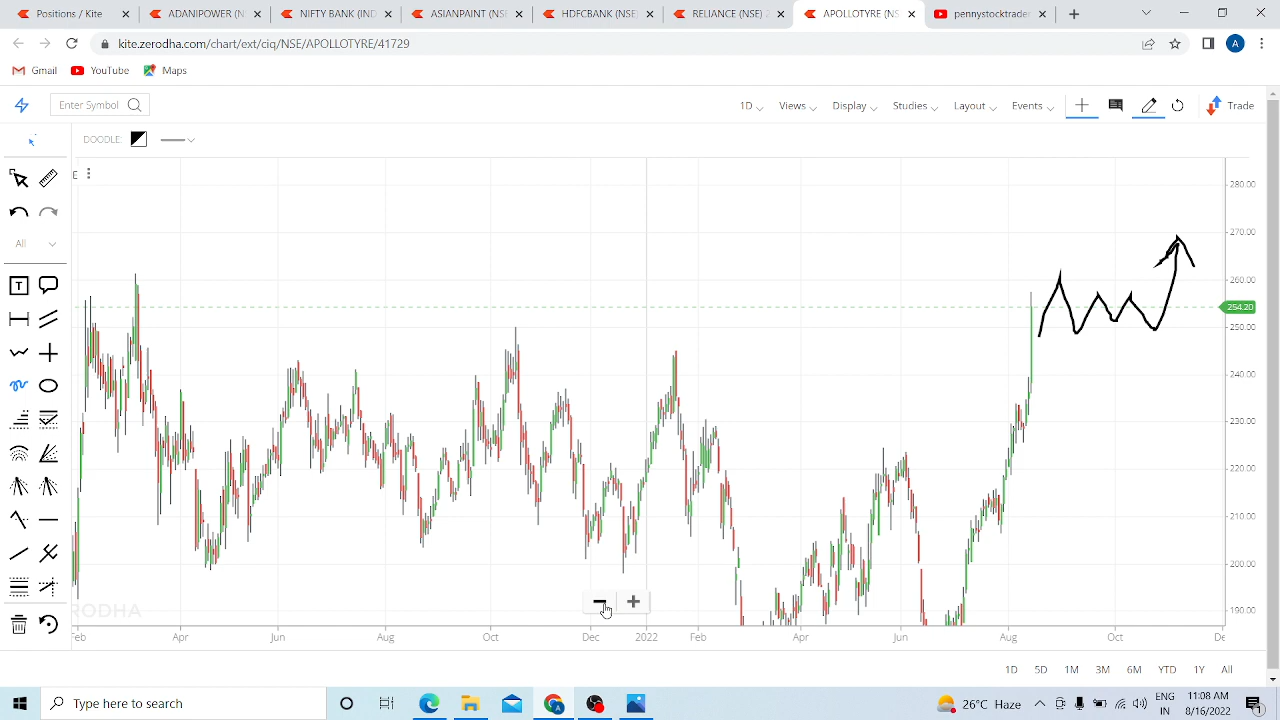 Positions / Kite
ADANIPOWER (
NIFTY BANK (IND
ASIANPAINT (NSE
HDFCBANK (NSE)
RELIANCE (NSE)
APOLLOTYRE (NS
pennystocktrade
kite.zerodha.com/chart/ext/ciq/NSE/APOLLOTYRE/41729
A
Gmail YouTube Maps
Enter Symbol
1D Views Display Studies Layout Events Trade
DOODLE:
All
T
280.00
270.00
260.00
254.20
250.00
240.00
230.00
220.00
210.00
200.00
190.00
Feb Apr Jun Aug Oct Dec 2022 Feb Apr Jun Aug Oct De
1D 5D 1M 3M 6M YTD 1Y All
Type here to search
26°C Haze
ENG
IN
11:08 AM
8/16/2022
1